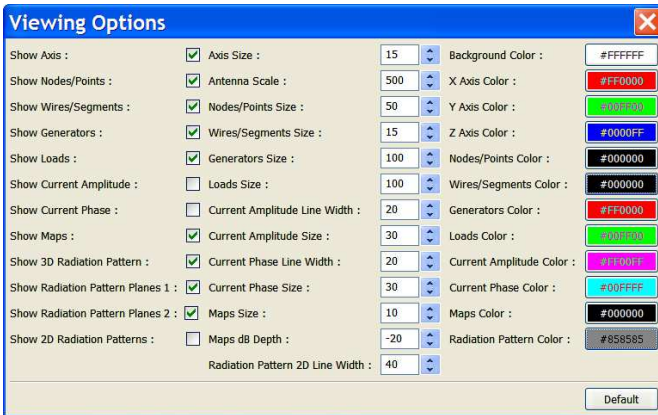 Viewing Options
Show Axis : Axis Size : 15 Background Color : #FFFFFF
Show Nodes/Points : Antenna Scale : 500 X Axis Color : #FF0000
Show Wires/Segments : Nodes/Points Size : 50 Y Axis Color : #00FF00
Show Generators : Wires/Segments Size : 15 Z Axis Color : #0000FF
Show Loads : Generators Size : 100 Nodes/Points Color : #000000
Show Current Amplitude : Loads Size : 100 Wires/Segments Color : #000000
Show Current Phase : Current Amplitude Line Width : 20 Generators Color : #FF0000
Show Maps : Current Amplitude Size : 30 Loads Color : #00FF00
Show 3D Radiation Pattern : Current Phase Line Width : 20 Current Amplitude Color : #FF00FF
Show Radiation Pattern Planes 1 : Current Phase Size : 30 Current Phase Color : #00FFFF
Show Radiation Pattern Planes 2 : Maps Size : 10 Maps Color : #000000
Show 2D Radiation Patterns : Maps dB Depth : -20 Radiation Pattern Color : #858585
Radiation Pattern 2D Line Width : 40
Default